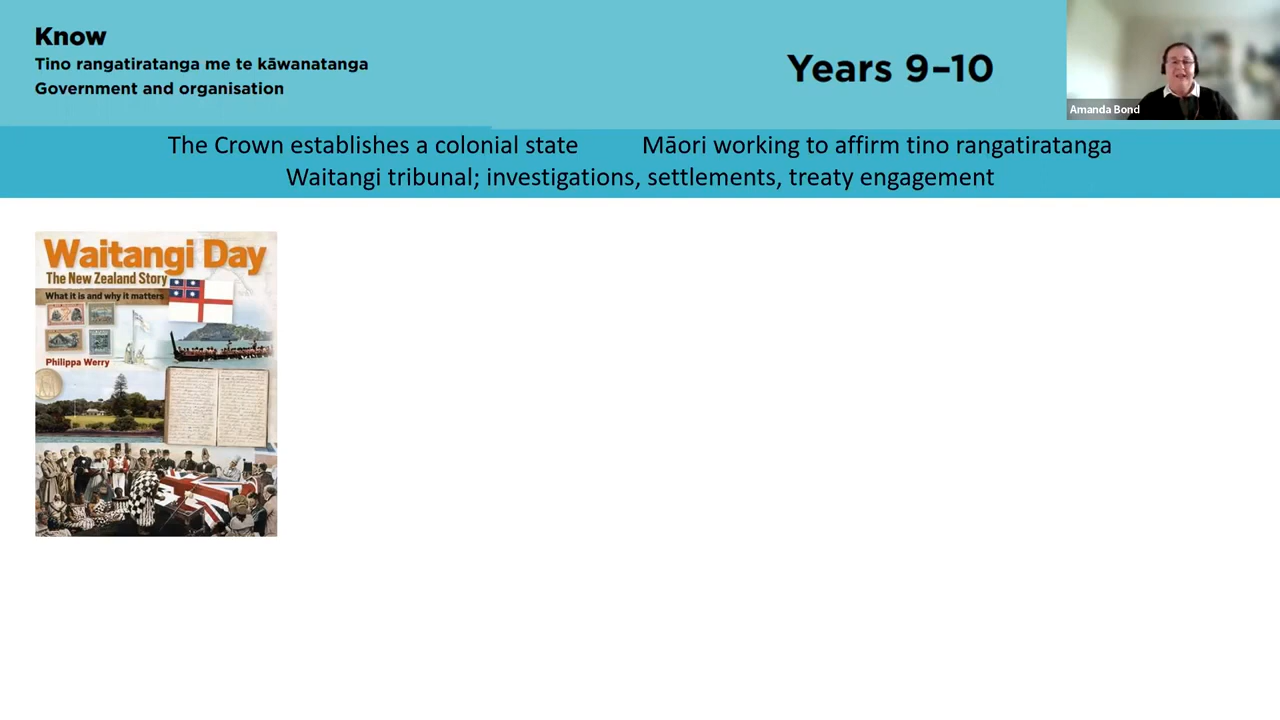 Know
Tino rangatiratanga me te kāwanatanga
Government and organisation
Years 9–10
Amanda Bond
The Crown establishes a colonial state Māori working to affirm tino rangatiratanga
Waitangi tribunal; investigations, settlements, treaty engagement
Waitangi Day
The New Zealand Story
What it is and why it matters
Philippa Werry